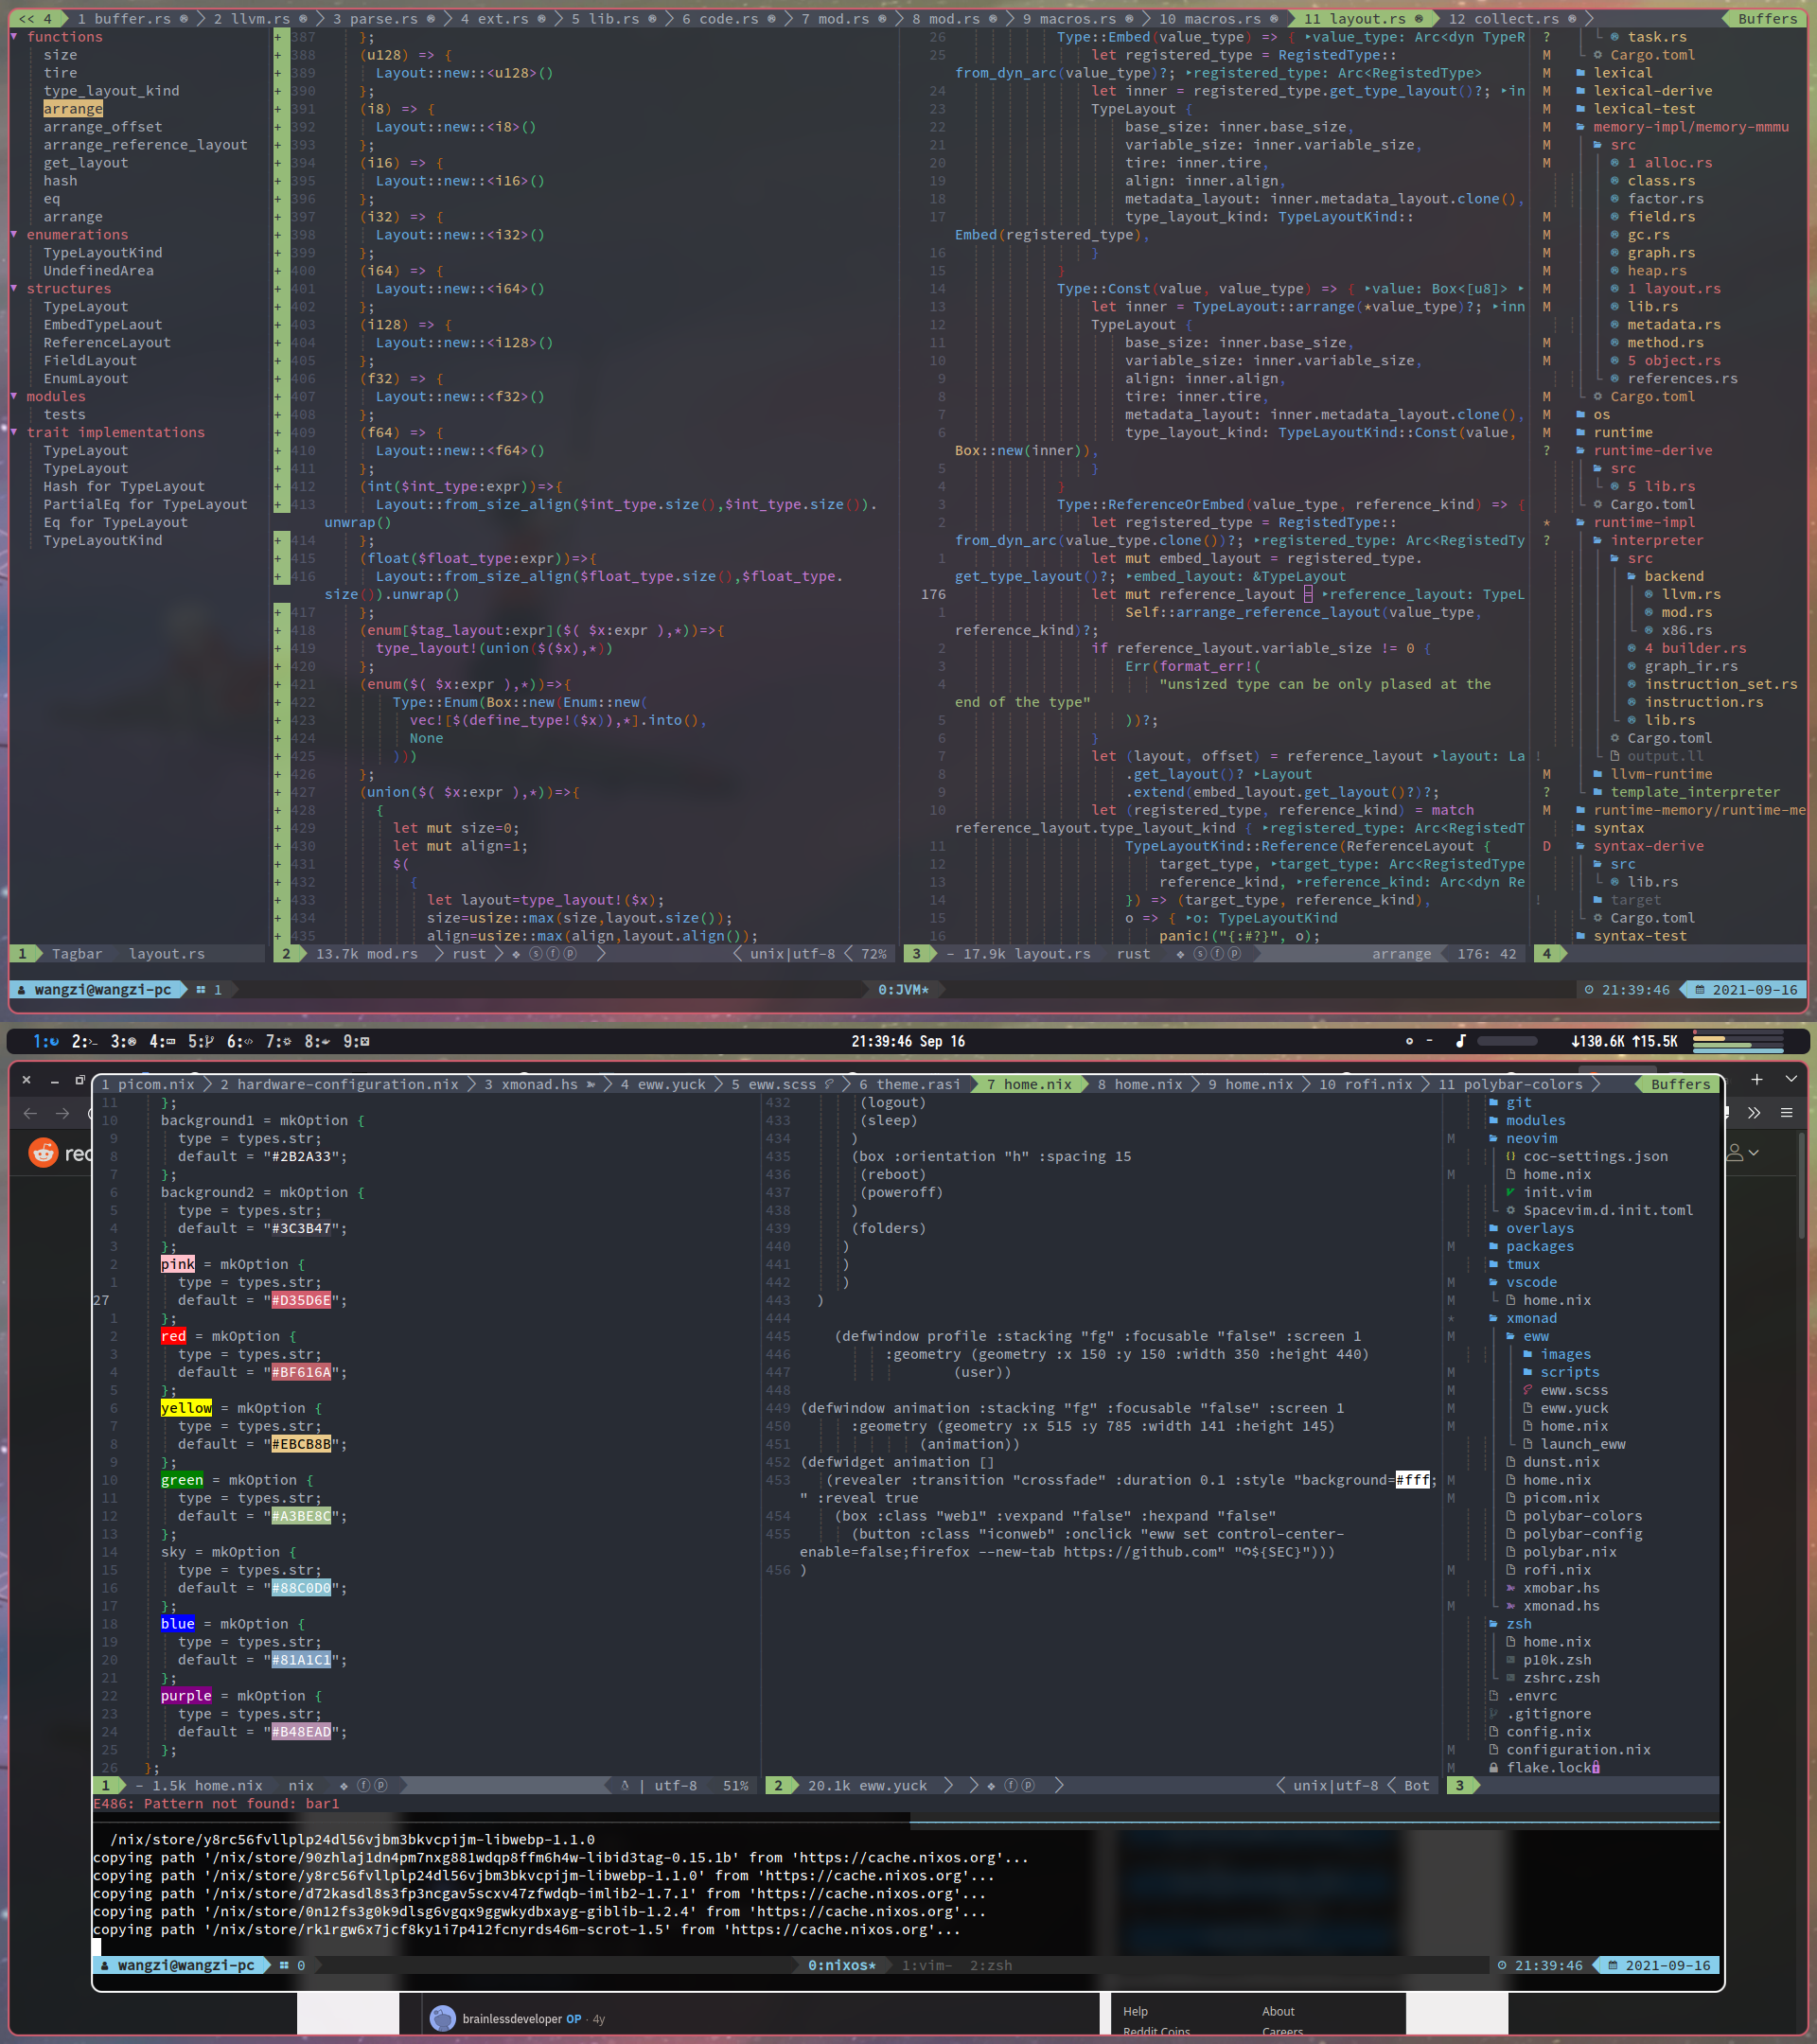 << 4 1 buffer.rs 2 llvm.rs 3 parse.rs 4 ext.rs 5 lib.rs 6 code.rs 7 mod.rs 8 mod.rs 9 macros.rs 10 macros.rs 11 layout.rs 12 collect.rs Buffers
functions
size
tire
type_layout_kind
arrange
arrange_offset
arrange_reference_layout
get_layout
hash
eq
arrange
enumerations
TypeLayoutKind
UndefinedArea
structures
TypeLayout
EmbedTypeLaout
ReferenceLayout
FieldLayout
EnumLayout
modules
tests
trait implementations
TypeLayout
TypeLayout
Hash for TypeLayout
PartialEq for TypeLayout
Eq for TypeLayout
TypeLayoutKind
1 Tagbar layout.rs
+ 387 };
+ 388 (u128) => {
+ 389 Layout::new::<u128>()
+ 390 };
+ 391 (i8) => {
+ 392 Layout::new::<i8>()
+ 393 };
+ 394 (i16) => {
+ 395 Layout::new::<i16>()
+ 396 };
+ 397 (i32) => {
+ 398 Layout::new::<i32>()
+ 399 };
+ 400 (i64) => {
+ 401 Layout::new::<i64>()
+ 402 };
+ 403 (i128) => {
+ 404 Layout::new::<i128>()
+ 405 };
+ 406 (f32) => {
+ 407 Layout::new::<f32>()
+ 408 };
+ 409 (f64) => {
+ 410 Layout::new::<f64>()
+ 411 };
+ 412 (int($int_type:expr))=>{
+ 413 Layout::from_size_align($int_type.size(),$int_type.size()).
unwrap()
+ 414 };
+ 415 (float($float_type:expr))=>{
+ 416 Layout::from_size_align($float_type.size(),$float_type.
size()).unwrap()
+ 417 };
+ 418 (enum[$tag_layout:expr]($( $x:expr ),*))=>{
+ 419 type_layout!(union($($x),*))
+ 420 };
+ 421 (enum($( $x:expr ),*))=>{
+ 422 Type::Enum(Box::new(Enum::new(
+ 423 vec![$(define_type!($x)),*].into(),
+ 424 None
+ 425 )))
+ 426 };
+ 427 (union($( $x:expr ),*))=>{
+ 428 {
+ 429 let mut size=0;
+ 430 let mut align=1;
+ 431 $(
+ 432 {
+ 433 let layout=type_layout!($x);
+ 434 size=usize::max(size,layout.size());
+ 435 align=usize::max(align,layout.align());
2 13.7k mod.rs rust unix|utf-8 72%
26 Type::Embed(value_type) => { ‣value_type: Arc<dyn TypeR
25 let registered_type = RegistedType::
from_dyn_arc(value_type)?; ‣registered_type: Arc<RegistedType>
24 let inner = registered_type.get_type_layout()?; ‣in
23 TypeLayout {
22 base_size: inner.base_size,
21 variable_size: inner.variable_size,
20 tire: inner.tire,
19 align: inner.align,
18 metadata_layout: inner.metadata_layout.clone(),
17 type_layout_kind: TypeLayoutKind::
Embed(registered_type),
16 }
15 }
14 Type::Const(value, value_type) => { ‣value: Box<[u8]> ‣
13 let inner = TypeLayout::arrange(*value_type)?; ‣inn
12 TypeLayout {
11 base_size: inner.base_size,
10 variable_size: inner.variable_size,
9 align: inner.align,
8 tire: inner.tire,
7 metadata_layout: inner.metadata_layout.clone(),
6 type_layout_kind: TypeLayoutKind::Const(value,
Box::new(inner)),
5 }
4 }
3 Type::ReferenceOrEmbed(value_type, reference_kind) => {
2 let registered_type = RegistedType::
from_dyn_arc(value_type.clone())?; ‣registered_type: Arc<RegistedTy
1 let mut embed_layout = registered_type.
get_type_layout()?; ‣embed_layout: &TypeLayout
176 let mut reference_layout = ‣reference_layout: TypeL
1 Self::arrange_reference_layout(value_type,
reference_kind)?;
2 if reference_layout.variable_size != 0 {
3 Err(format_err!(
4 "unsized type can be only plased at the
end of the type"
5 ))?;
6 }
7 let (layout, offset) = reference_layout ‣layout: La
8 .get_layout()? ‣Layout
9 .extend(embed_layout.get_layout()?)?;
10 let (registered_type, reference_kind) = match
reference_layout.type_layout_kind { ‣registered_type: Arc<RegistedT
11 TypeLayoutKind::Reference(ReferenceLayout {
12 target_type, ‣target_type: Arc<RegistedType
13 reference_kind, ‣reference_kind: Arc<dyn Re
14 }) => (target_type, reference_kind),
15 o => { ‣o: TypeLayoutKind
16 panic!("{:#?}", o);
3 - 17.9k layout.rs rust arrange 176: 42
? task.rs
M Cargo.toml
M lexical
M lexical-derive
M lexical-test
M memory-impl/memory-mmmu
M src
M 1 alloc.rs
M class.rs
M factor.rs
M field.rs
M gc.rs
M graph.rs
M heap.rs
M 1 layout.rs
M lib.rs
metadata.rs
M method.rs
M 5 object.rs
references.rs
M Cargo.toml
M os
M runtime
? runtime-derive
src
5 lib.rs
Cargo.toml
* runtime-impl
? interpreter
src
backend
llvm.rs
mod.rs
x86.rs
4 builder.rs
graph_ir.rs
instruction_set.rs
instruction.rs
lib.rs
Cargo.toml
! output.ll
M llvm-runtime
? template_interpreter
M runtime-memory/runtime-me
syntax
D syntax-derive
src
lib.rs
! target
Cargo.toml
syntax-test
4
wangzi@wangzi-pc 1 0:JVM* 21:39:46 2021-09-16
1: 2: 3: 4: 5: 6: 7: 8: 9: 21:39:46 Sep 16 ↓130.6K ↑15.5K
1 picom.nix 2 hardware-configuration.nix 3 xmonad.hs 4 eww.yuck 5 eww.scss 6 theme.rasi 7 home.nix 8 home.nix 9 home.nix 10 rofi.nix 11 polybar-colors Buffers
red
11 };
10 background1 = mkOption {
9 type = types.str;
8 default = "#2B2A33";
7 };
6 background2 = mkOption {
5 type = types.str;
4 default = "#3C3B47";
3 };
2 pink = mkOption {
1 type = types.str;
27 default = "#D35D6E";
1 };
2 red = mkOption {
3 type = types.str;
4 default = "#BF616A";
5 };
6 yellow = mkOption {
7 type = types.str;
8 default = "#EBCB8B";
9 };
10 green = mkOption {
11 type = types.str;
12 default = "#A3BE8C";
13 };
14 sky = mkOption {
15 type = types.str;
16 default = "#88C0D0";
17 };
18 blue = mkOption {
19 type = types.str;
20 default = "#81A1C1";
21 };
22 purple = mkOption {
23 type = types.str;
24 default = "#B48EAD";
25 };
26 };
1 - 1.5k home.nix nix | utf-8 51%
432 (logout)
433 (sleep)
434 )
435 (box :orientation "h" :spacing 15
436 (reboot)
437 (poweroff)
438 )
439 (folders)
440 )
441 )
442 )
443 )
444
445 (defwindow profile :stacking "fg" :focusable "false" :screen 1
446 :geometry (geometry :x 150 :y 150 :width 350 :height 440)
447 (user))
448
449 (defwindow animation :stacking "fg" :focusable "false" :screen 1
450 :geometry (geometry :x 515 :y 785 :width 141 :height 145)
451 (animation))
452 (defwidget animation []
453 (revealer :transition "crossfade" :duration 0.1 :style "background=#fff;
" :reveal true
454 (box :class "web1" :vexpand "false" :hexpand "false"
455 (button :class "iconweb" :onclick "eww set control-center-
enable=false;firefox --new-tab https://github.com" "${SEC}")))
456 )
2 20.1k eww.yuck unix|utf-8 Bot
git
modules
M neovim
coc-settings.json
M home.nix
init.vim
Spacevim.d.init.toml
overlays
M packages
M tmux
M vscode
M home.nix
* xmonad
M eww
M images
M scripts
M eww.scss
M eww.yuck
M home.nix
M launch_eww
dunst.nix
M home.nix
M picom.nix
polybar-colors
polybar-config
polybar.nix
rofi.nix
xmobar.hs
M xmonad.hs
zsh
home.nix
p10k.zsh
zshrc.zsh
.envrc
.gitignore
config.nix
M configuration.nix
M flake.lock
3
E486: Pattern not found: bar1
/nix/store/y8rc56fvllplp24dl56vjbm3bkvcpijm-libwebp-1.1.0
copying path '/nix/store/90zhlaj1dn4pm7nxg881wdqp8ffm6h4w-libid3tag-0.15.1b' from 'https://cache.nixos.org'...
copying path '/nix/store/y8rc56fvllplp24dl56vjbm3bkvcpijm-libwebp-1.1.0' from 'https://cache.nixos.org'...
copying path '/nix/store/d72kasdl8s3fp3ncgav5scxv47zfwdqb-imlib2-1.7.1' from 'https://cache.nixos.org'...
copying path '/nix/store/0n12fs3g0k9dlsg6vgqx9ggwkydbxayg-giblib-1.2.4' from 'https://cache.nixos.org'...
copying path '/nix/store/rk1rgw6x7jcf8ky1i7p412fcnyrds46m-scrot-1.5' from 'https://cache.nixos.org'...
wangzi@wangzi-pc 0 0:nixos* 1:vim- 2:zsh 21:39:46 2021-09-16
brainlessdeveloper OP · 4y
Help About
Reddit Coins Careers